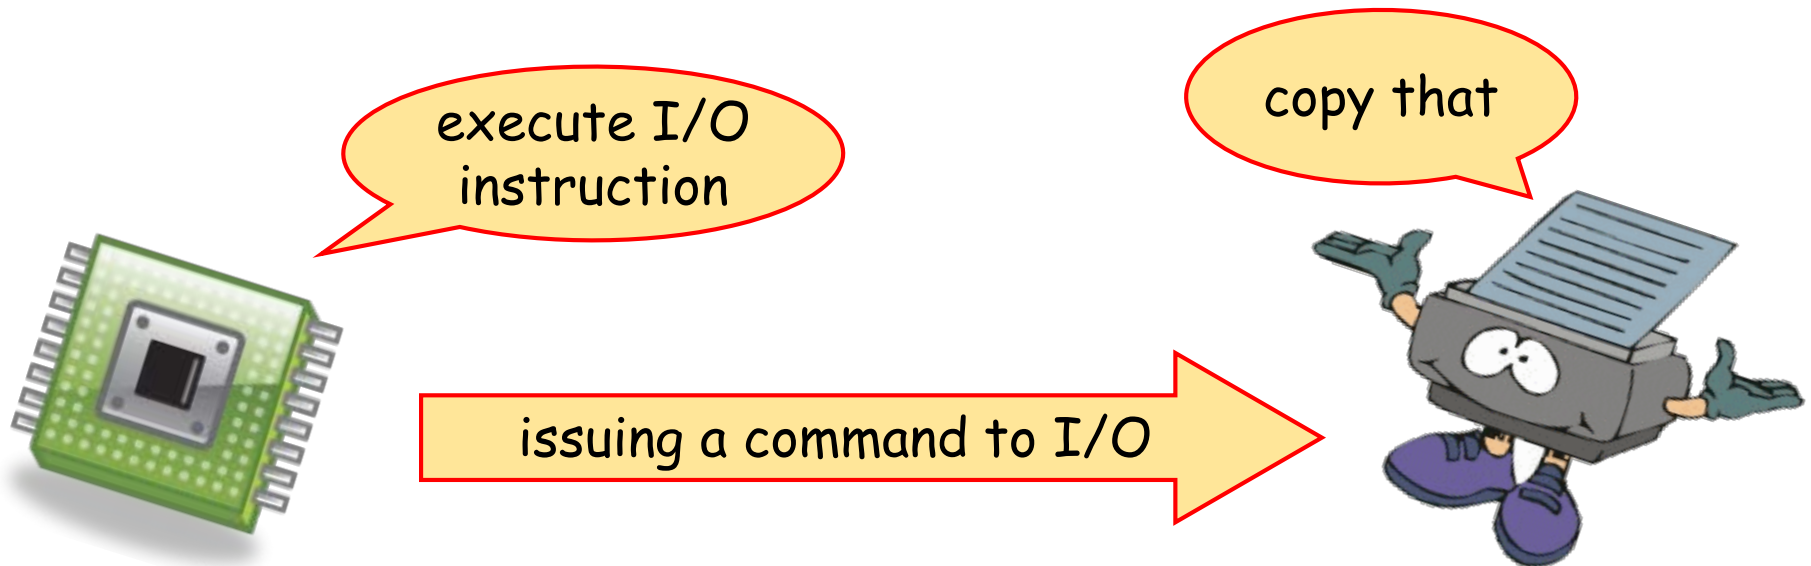 execute I/O
instruction
copy that
issuing a command to I/O